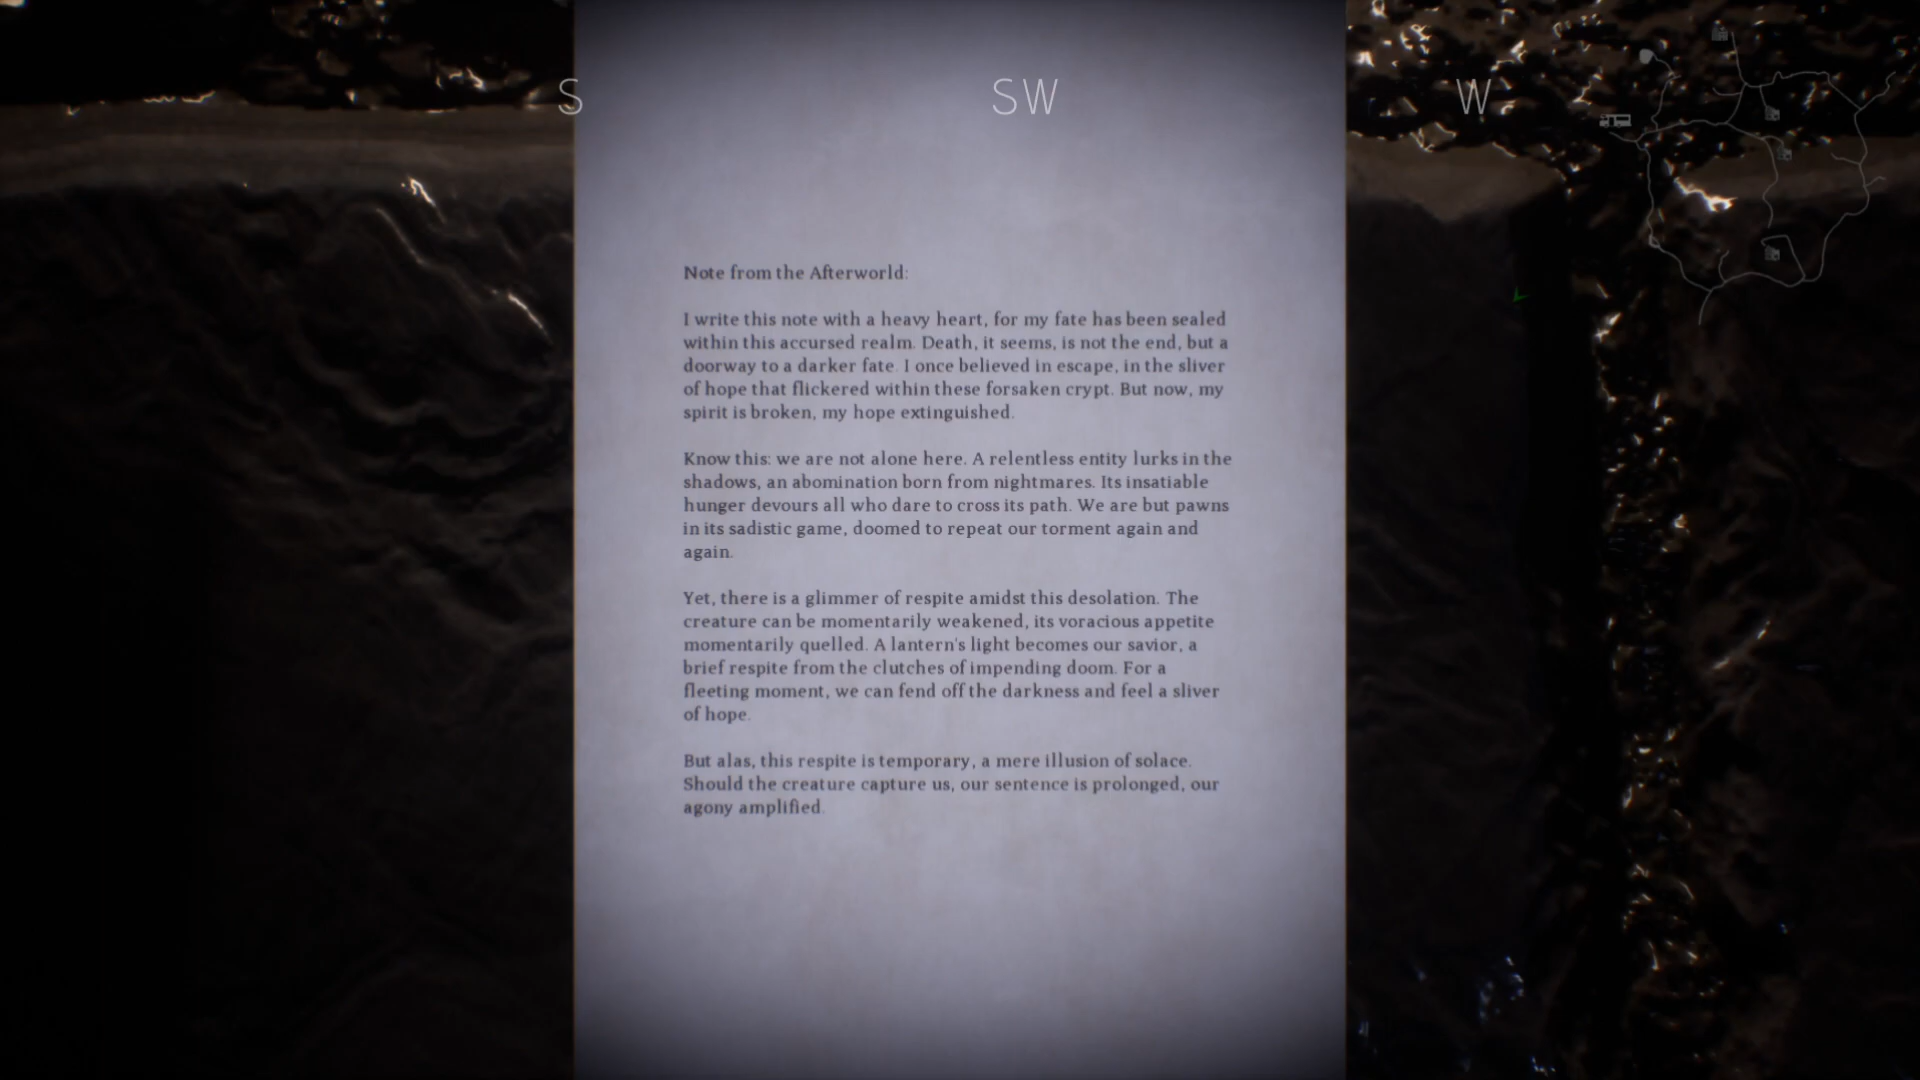 S SW W
Note from the Afterworld:
I write this note with a heavy heart, for my fate has been sealed
within this accursed realm. Death, it seems, is not the end, but a
doorway to a darker fate. I once believed in escape, in the sliver
of hope that flickered within these forsaken crypt. But now, my
spirit is broken, my hope extinguished.
Know this: we are not alone here. A relentless entity lurks in the
shadows, an abomination born from nightmares. Its insatiable
hunger devours all who dare to cross its path. We are but pawns
in its sadistic game, doomed to repeat our torment again and
again.
Yet, there is a glimmer of respite amidst this desolation. The
creature can be momentarily weakened, its voracious appetite
momentarily quelled. A lantern's light becomes our savior, a
brief respite from the clutches of impending doom. For a
fleeting moment, we can fend off the darkness and feel a sliver
of hope.
But alas, this respite is temporary, a mere illusion of solace.
Should the creature capture us, our sentence is prolonged, our
agony amplified.